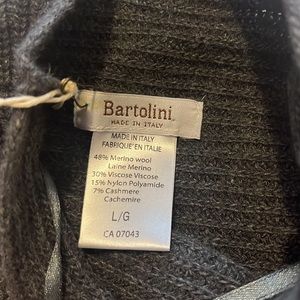 Bartolini
MADE IN ITALY
MADE IN ITALY
FABRIQUE EN ITALIE
48% Merino wool
Laine Merino
30% Viscose Viscose
15% Nylon Polyamide
7% Cashmere
Cachemire
L/G
CA 07043